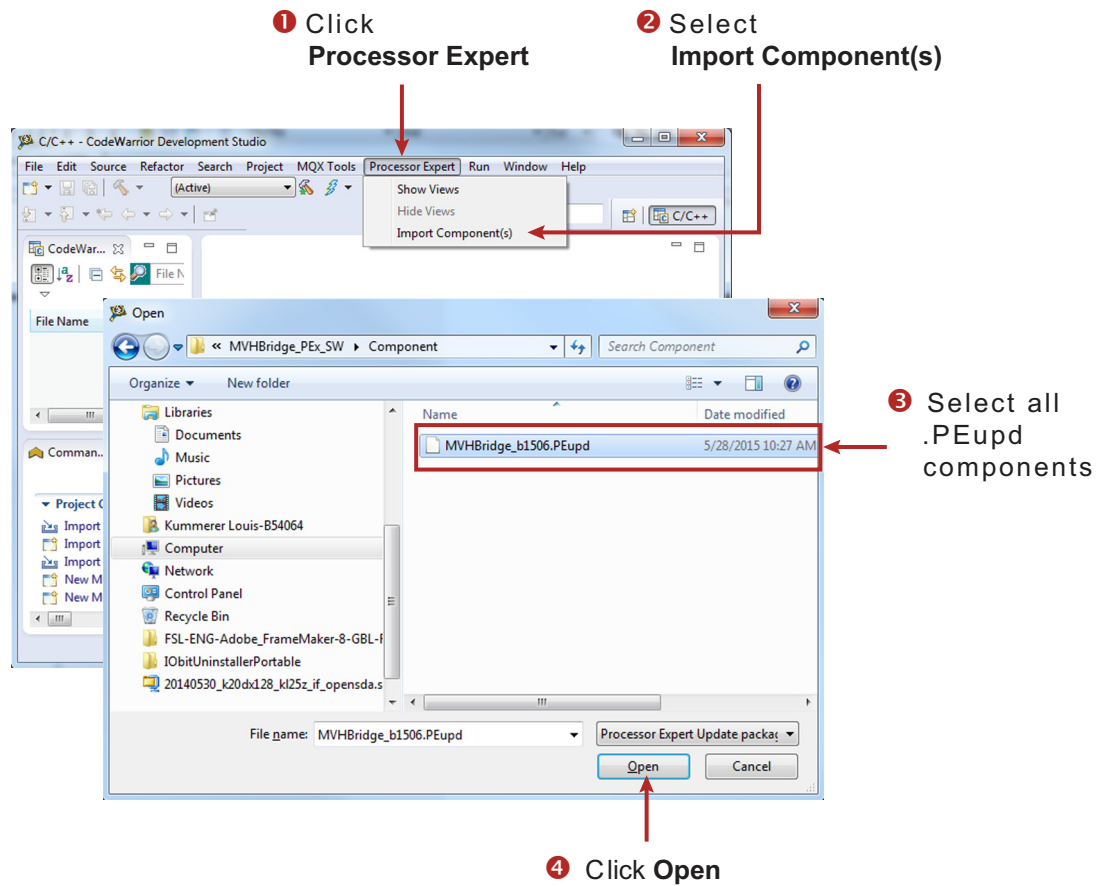 ❶ Click
Processor Expert
❷ Select
Import Component(s)
C/C++ - CodeWarrior Development Studio
File Edit Source Refactor Search Project MQX Tools Processor Expert Run Window Help
(Active)
Show Views
Hide Views
Import Component(s)
C/C++
CodeWar...
File N
File Name
Open
« MVHBridge_PEx_SW ▸ Component
Search Component
Organize
New folder
Libraries
Documents
Music
Pictures
Videos
Kummerer Louis-B54064
Computer
Network
Control Panel
Recycle Bin
FSL-ENG-Adobe_FrameMaker-8-GBL-F
IObitUninstallerPortable
20140530_k20dx128_kl25z_if_opensda.s
Name
Date modified
MVHBridge_b1506.PEupd
5/28/2015 10:27 AM
❸ Select all
.PEupd
components
Comman...
Project C
Import
Import
Import
New M
New M
File name: MVHBridge_b1506.PEupd
Processor Expert Update packag
Open
Cancel
❹ Click Open